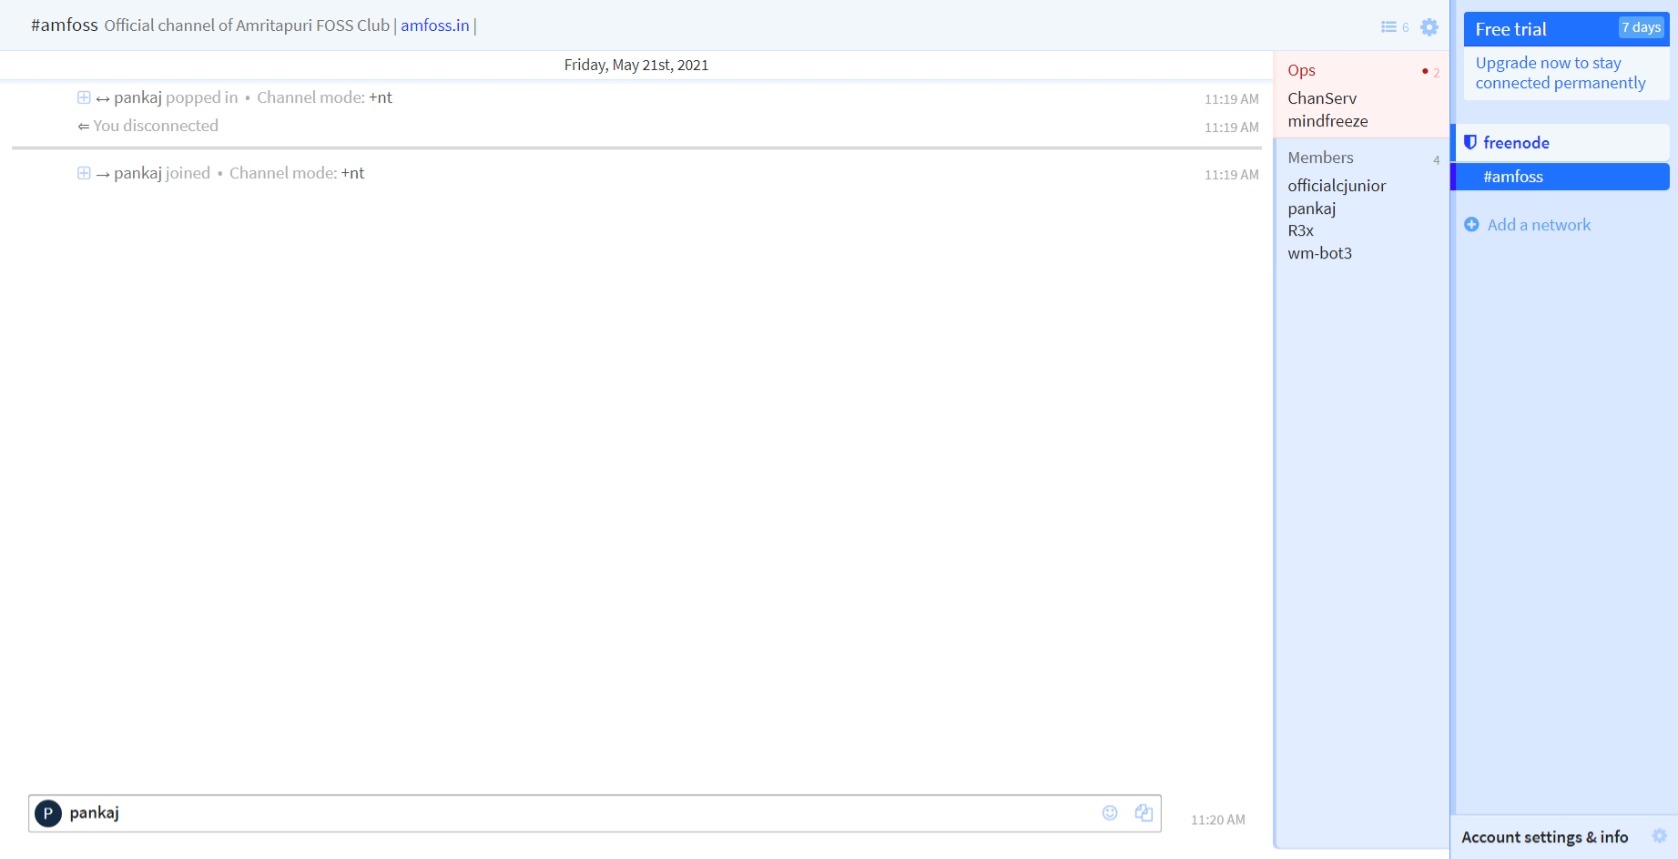 #amfoss Official channel of Amritapuri FOSS Club | amfoss.in |
6
Friday, May 21st, 2021
↔ pankaj popped in • Channel mode: +nt 11:19 AM
⇐ You disconnected 11:19 AM
→ pankaj joined • Channel mode: +nt 11:19 AM
P pankaj
11:20 AM
Ops • 2
ChanServ
mindfreeze
Members 4
officialcjunior
pankaj
R3x
wm-bot3
Free trial 7 days
Upgrade now to stay
connected permanently
freenode
#amfoss
Add a network
Account settings & info